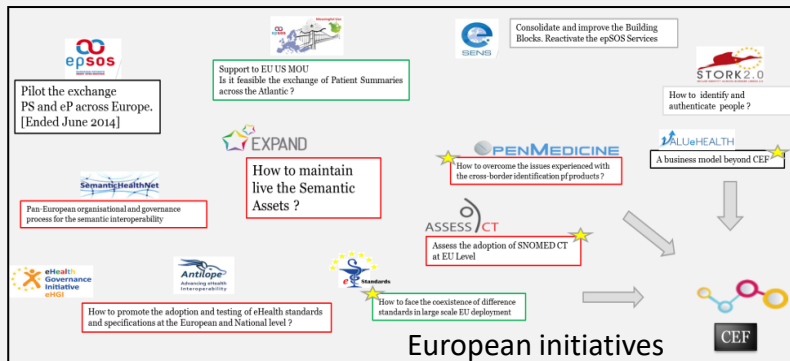 epsos
Pilot the exchange
PS and eP across Europe.
[Ended June 2014]
Support to EU US MOU
Is it feasible the exchange of Patient Summaries
across the Atlantic ?
SENS
Consolidate and improve the Building
Blocks. Reactivate the epSOS Services
STORK 2.0
How to identify and
authenticate people ?
EXPAND
How to maintain
live the Semantic
Assets ?
OPENMEDICINE
How to overcome the issues experienced with
the cross-border identification pf products ?
VALUeHEALTH
A business model beyond CEF
SemanticHealthNet
Pan-European organisational and governance
process for the semantic interoperability
ASSESS CT
Assess the adoption of SNOMED CT
at EU Level
eHealth
Governance
Initiative
eHGI
Antilope
Advancing eHealth
Interoperability
How to promote the adoption and testing of eHealth standards
and specifications at the European and National level ?
eStandards
How to face the coexistence of difference
standards in large scale EU deployment
CEF
European initiatives